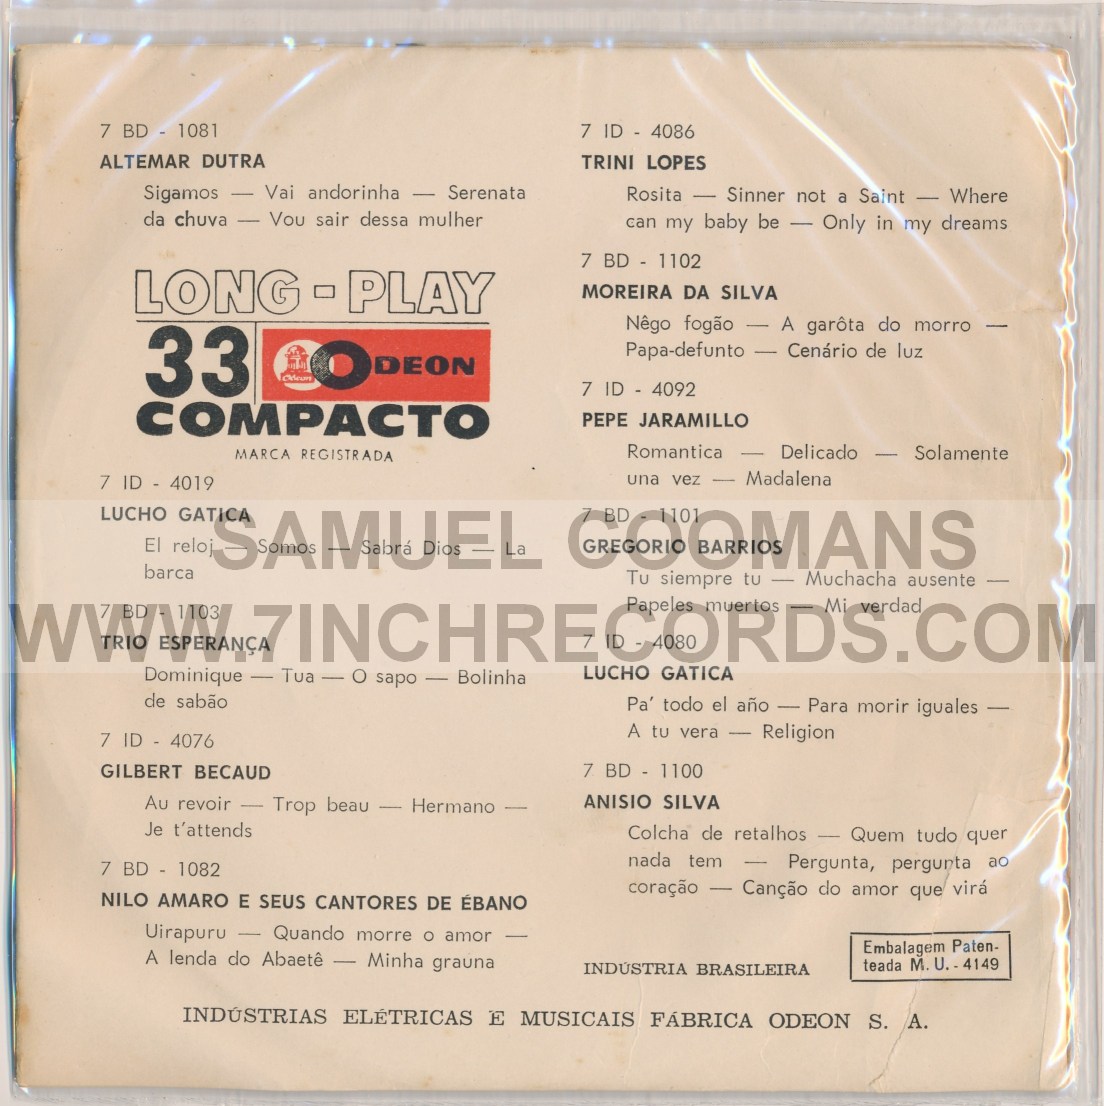 7 BD - 1081
ALTEMAR DUTRA
Sigamos — Vai andorinha — Serenata
da chuva — Vou sair dessa mulher
LONG-PLAY
33 ODEON
Odeon
COMPACTO
MARCA REGISTRADA
7 ID - 4019
LUCHO GATICA
El reloj — Somos — Sabrá Dios — La
barca
7 BD - 1103
TRIO ESPERANÇA
Dominique — Tua — O sapo — Bolinha
de sabão
7 ID - 4076
GILBERT BECAUD
Au revoir — Trop beau — Hermano —
Je t'attends
7 BD - 1082
NILO AMARO E SEUS CANTORES DE ÉBANO
Uirapuru — Quando morre o amor —
A lenda do Abaetê — Minha grauna
7 ID - 4086
TRINI LOPES
Rosita — Sinner not a Saint — Where
can my baby be — Only in my dreams
7 BD - 1102
MOREIRA DA SILVA
Nêgo fogão — A garôta do morro —
Papa-defunto — Cenário de luz
7 ID - 4092
PEPE JARAMILLO
Romantica — Delicado — Solamente
una vez — Madalena
7 BD - 1101
GREGORIO BARRIOS
Tu siempre tu — Muchacha ausente —
Papeles muertos — Mi verdad
7 ID - 4080
LUCHO GATICA
Pa' todo el año — Para morir iguales —
A tu vera — Religion
7 BD - 1100
ANISIO SILVA
Colcha de retalhos — Quem tudo quer
nada tem — Pergunta, pergunta ao
coração — Canção do amor que virá
INDÚSTRIA BRASILEIRA
Embalagem Paten-
teada M. U. - 4149
INDÚSTRIAS ELÉTRICAS E MUSICAIS FÁBRICA ODEON S. A.
SAMUEL COOMANS
WWW.7INCHRECORDS.COM